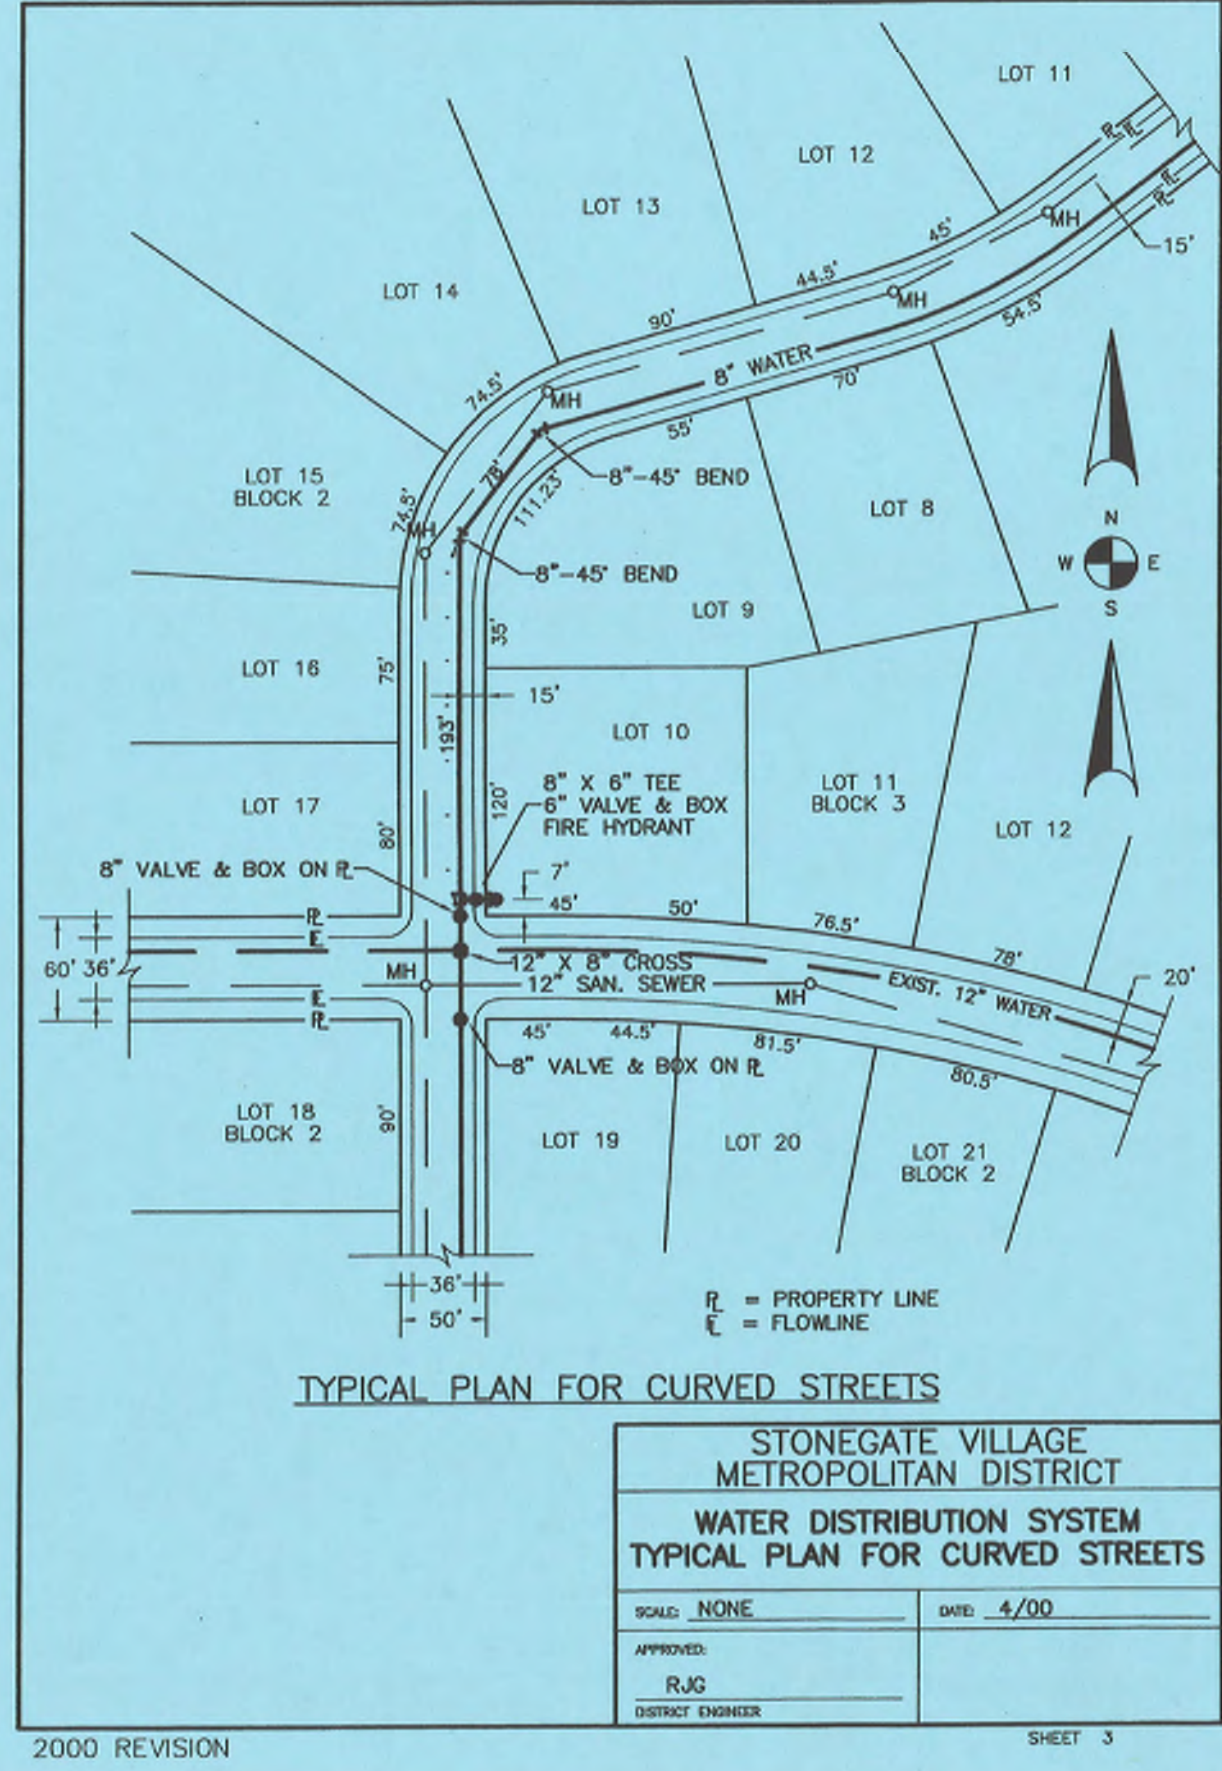 LOT 11
LOT 12
LOT 13
LOT 14
LOT 15
BLOCK 2
LOT 16
LOT 17
45'
44.5'
90'
74.5'
74.5'
75'
80'
MH
MH
MH
MH
15'
54.5'
8" WATER
70'
55'
111.23'
78'
8"-45° BEND
8"-45° BEND
35'
193'
15'
120'
LOT 8
LOT 9
LOT 10
LOT 11
BLOCK 3
LOT 12
N
W E
S
8" X 6" TEE
6" VALVE & BOX
FIRE HYDRANT
8" VALVE & BOX ON PL
7'
45'
50'
76.5'
78'
20'
PL
FL
PL
FL
PL
FL
FL
PL
60' 36'
MH
12" X 8" CROSS
12" SAN. SEWER
MH
EXIST. 12" WATER
45'
44.5'
81.5'
80.5'
8" VALVE & BOX ON PL
90'
LOT 18
BLOCK 2
LOT 19
LOT 20
LOT 21
BLOCK 2
36'
50'
PL = PROPERTY LINE
FL = FLOWLINE
TYPICAL PLAN FOR CURVED STREETS
STONEGATE VILLAGE
METROPOLITAN DISTRICT
WATER DISTRIBUTION SYSTEM
TYPICAL PLAN FOR CURVED STREETS
SCALE: NONE
DATE: 4/00
APPROVED:
RJG
DISTRICT ENGINEER
2000 REVISION
SHEET 3